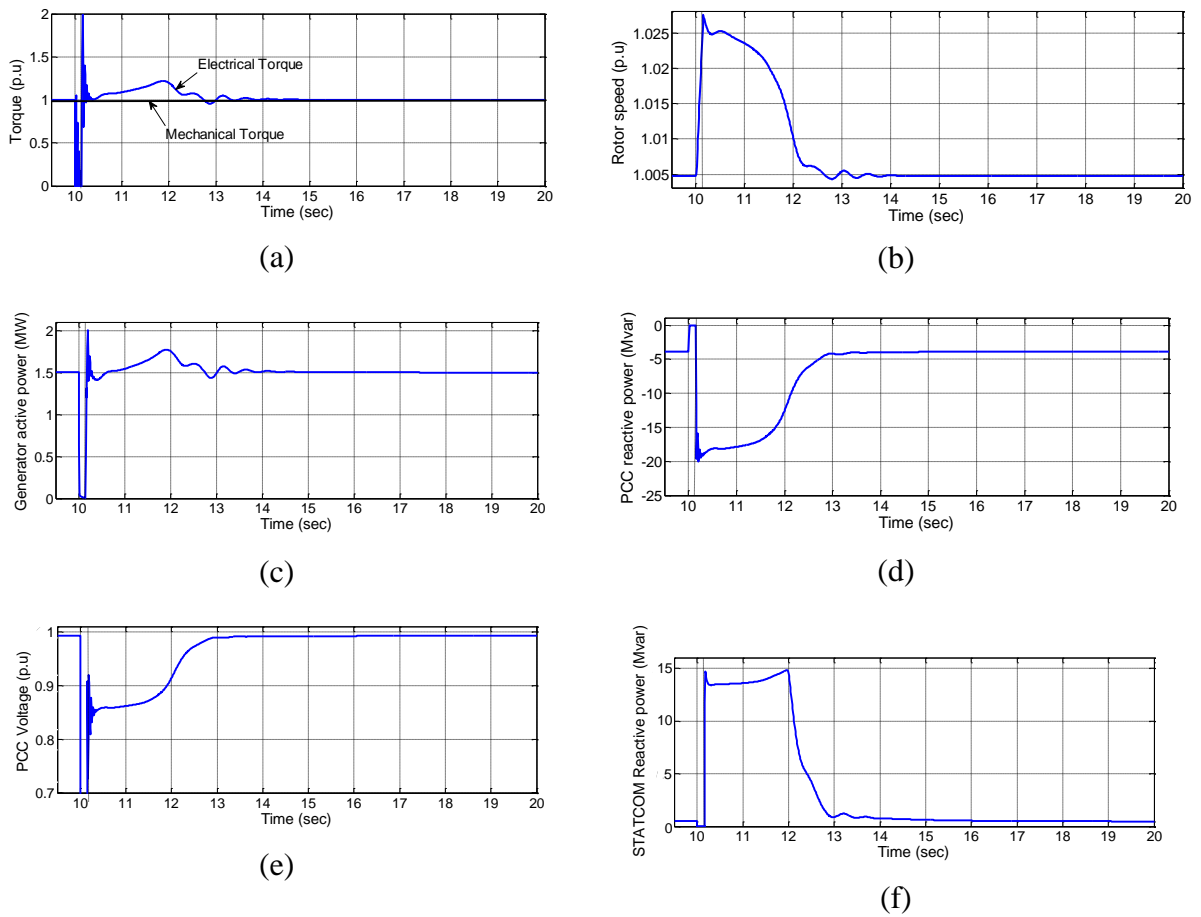 2
1.5
1
0.5
0
Torque (p.u)
Electrical Torque
Mechanical Torque
10 11 12 13 14 15 16 17 18 19 20
Time (sec)
(a)
1.025
1.02
1.015
1.01
1.005
Rotor speed (p.u)
10 11 12 13 14 15 16 17 18 19 20
Time (sec)
(b)
2
1.5
1
0.5
0
Generator active power (MW)
10 11 12 13 14 15 16 17 18 19 20
Time (sec)
(c)
0
-5
-10
-15
-20
-25
PCC reactive power (Mvar)
10 11 12 13 14 15 16 17 18 19 20
Time (sec)
(d)
1
0.9
0.8
0.7
PCC Voltage (p.u)
10 11 12 13 14 15 16 17 18 19 20
Time (sec)
(e)
15
10
5
0
STATCOM Reactive power (Mvar)
10 11 12 13 14 15 16 17 18 19 20
Time (sec)
(f)